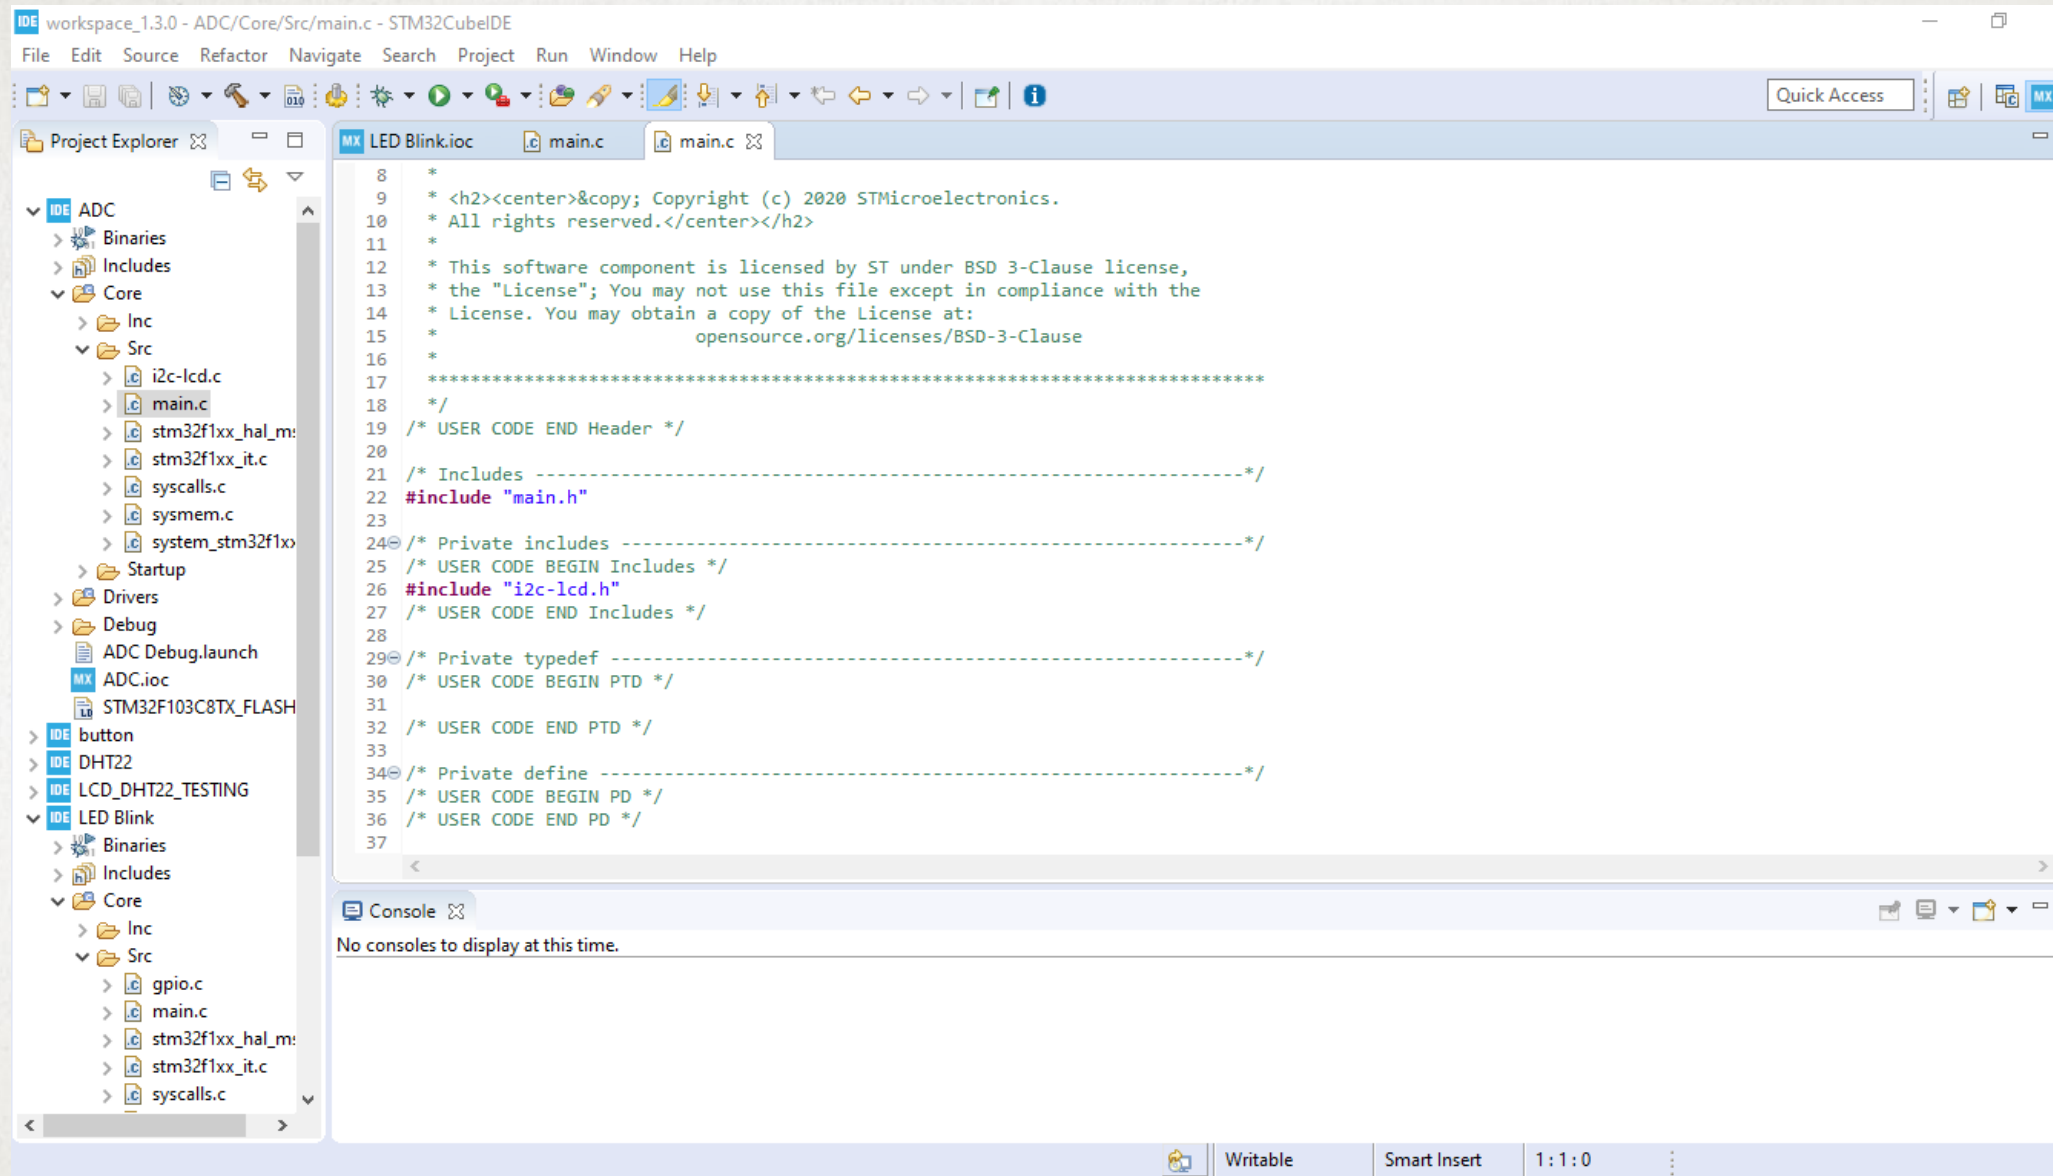 IDE workspace_1.3.0 - ADC/Core/Src/main.c - STM32CubeIDE
File Edit Source Refactor Navigate Search Project Run Window Help
010 Quick Access MX
Project Explorer
IDE ADC
Binaries
Includes
Core
Inc
Src
.c i2c-lcd.c
.c main.c
.c stm32f1xx_hal_m
.c stm32f1xx_it.c
.c syscalls.c
.c sysmem.c
.c system_stm32f1x
Startup
Drivers
Debug
ADC Debug.launch
MX ADC.ioc
STM32F103C8TX_FLASH
IDE button
IDE DHT22
IDE LCD_DHT22_TESTING
IDE LED Blink
Binaries
Includes
Core
Inc
Src
.c gpio.c
.c main.c
.c stm32f1xx_hal_m
.c stm32f1xx_it.c
.c syscalls.c
MX LED Blink.ioc .c main.c .c main.c
8 *
9 * <h2><center>&copy; Copyright (c) 2020 STMicroelectronics.
10 * All rights reserved.</center></h2>
11 *
12 * This software component is licensed by ST under BSD 3-Clause license,
13 * the "License"; You may not use this file except in compliance with the
14 * License. You may obtain a copy of the License at:
15 * opensource.org/licenses/BSD-3-Clause
16 *
17 ******************************************************************************
18 */
19 /* USER CODE END Header */
20
21 /* Includes ------------------------------------------------------------------*/
22 #include "main.h"
23
24 /* Private includes ----------------------------------------------------------*/
25 /* USER CODE BEGIN Includes */
26 #include "i2c-lcd.h"
27 /* USER CODE END Includes */
28
29 /* Private typedef -----------------------------------------------------------*/
30 /* USER CODE BEGIN PTD */
31
32 /* USER CODE END PTD */
33
34 /* Private define ------------------------------------------------------------*/
35 /* USER CODE BEGIN PD */
36 /* USER CODE END PD */
37
Console
No consoles to display at this time.
Writable Smart Insert 1 : 1 : 0